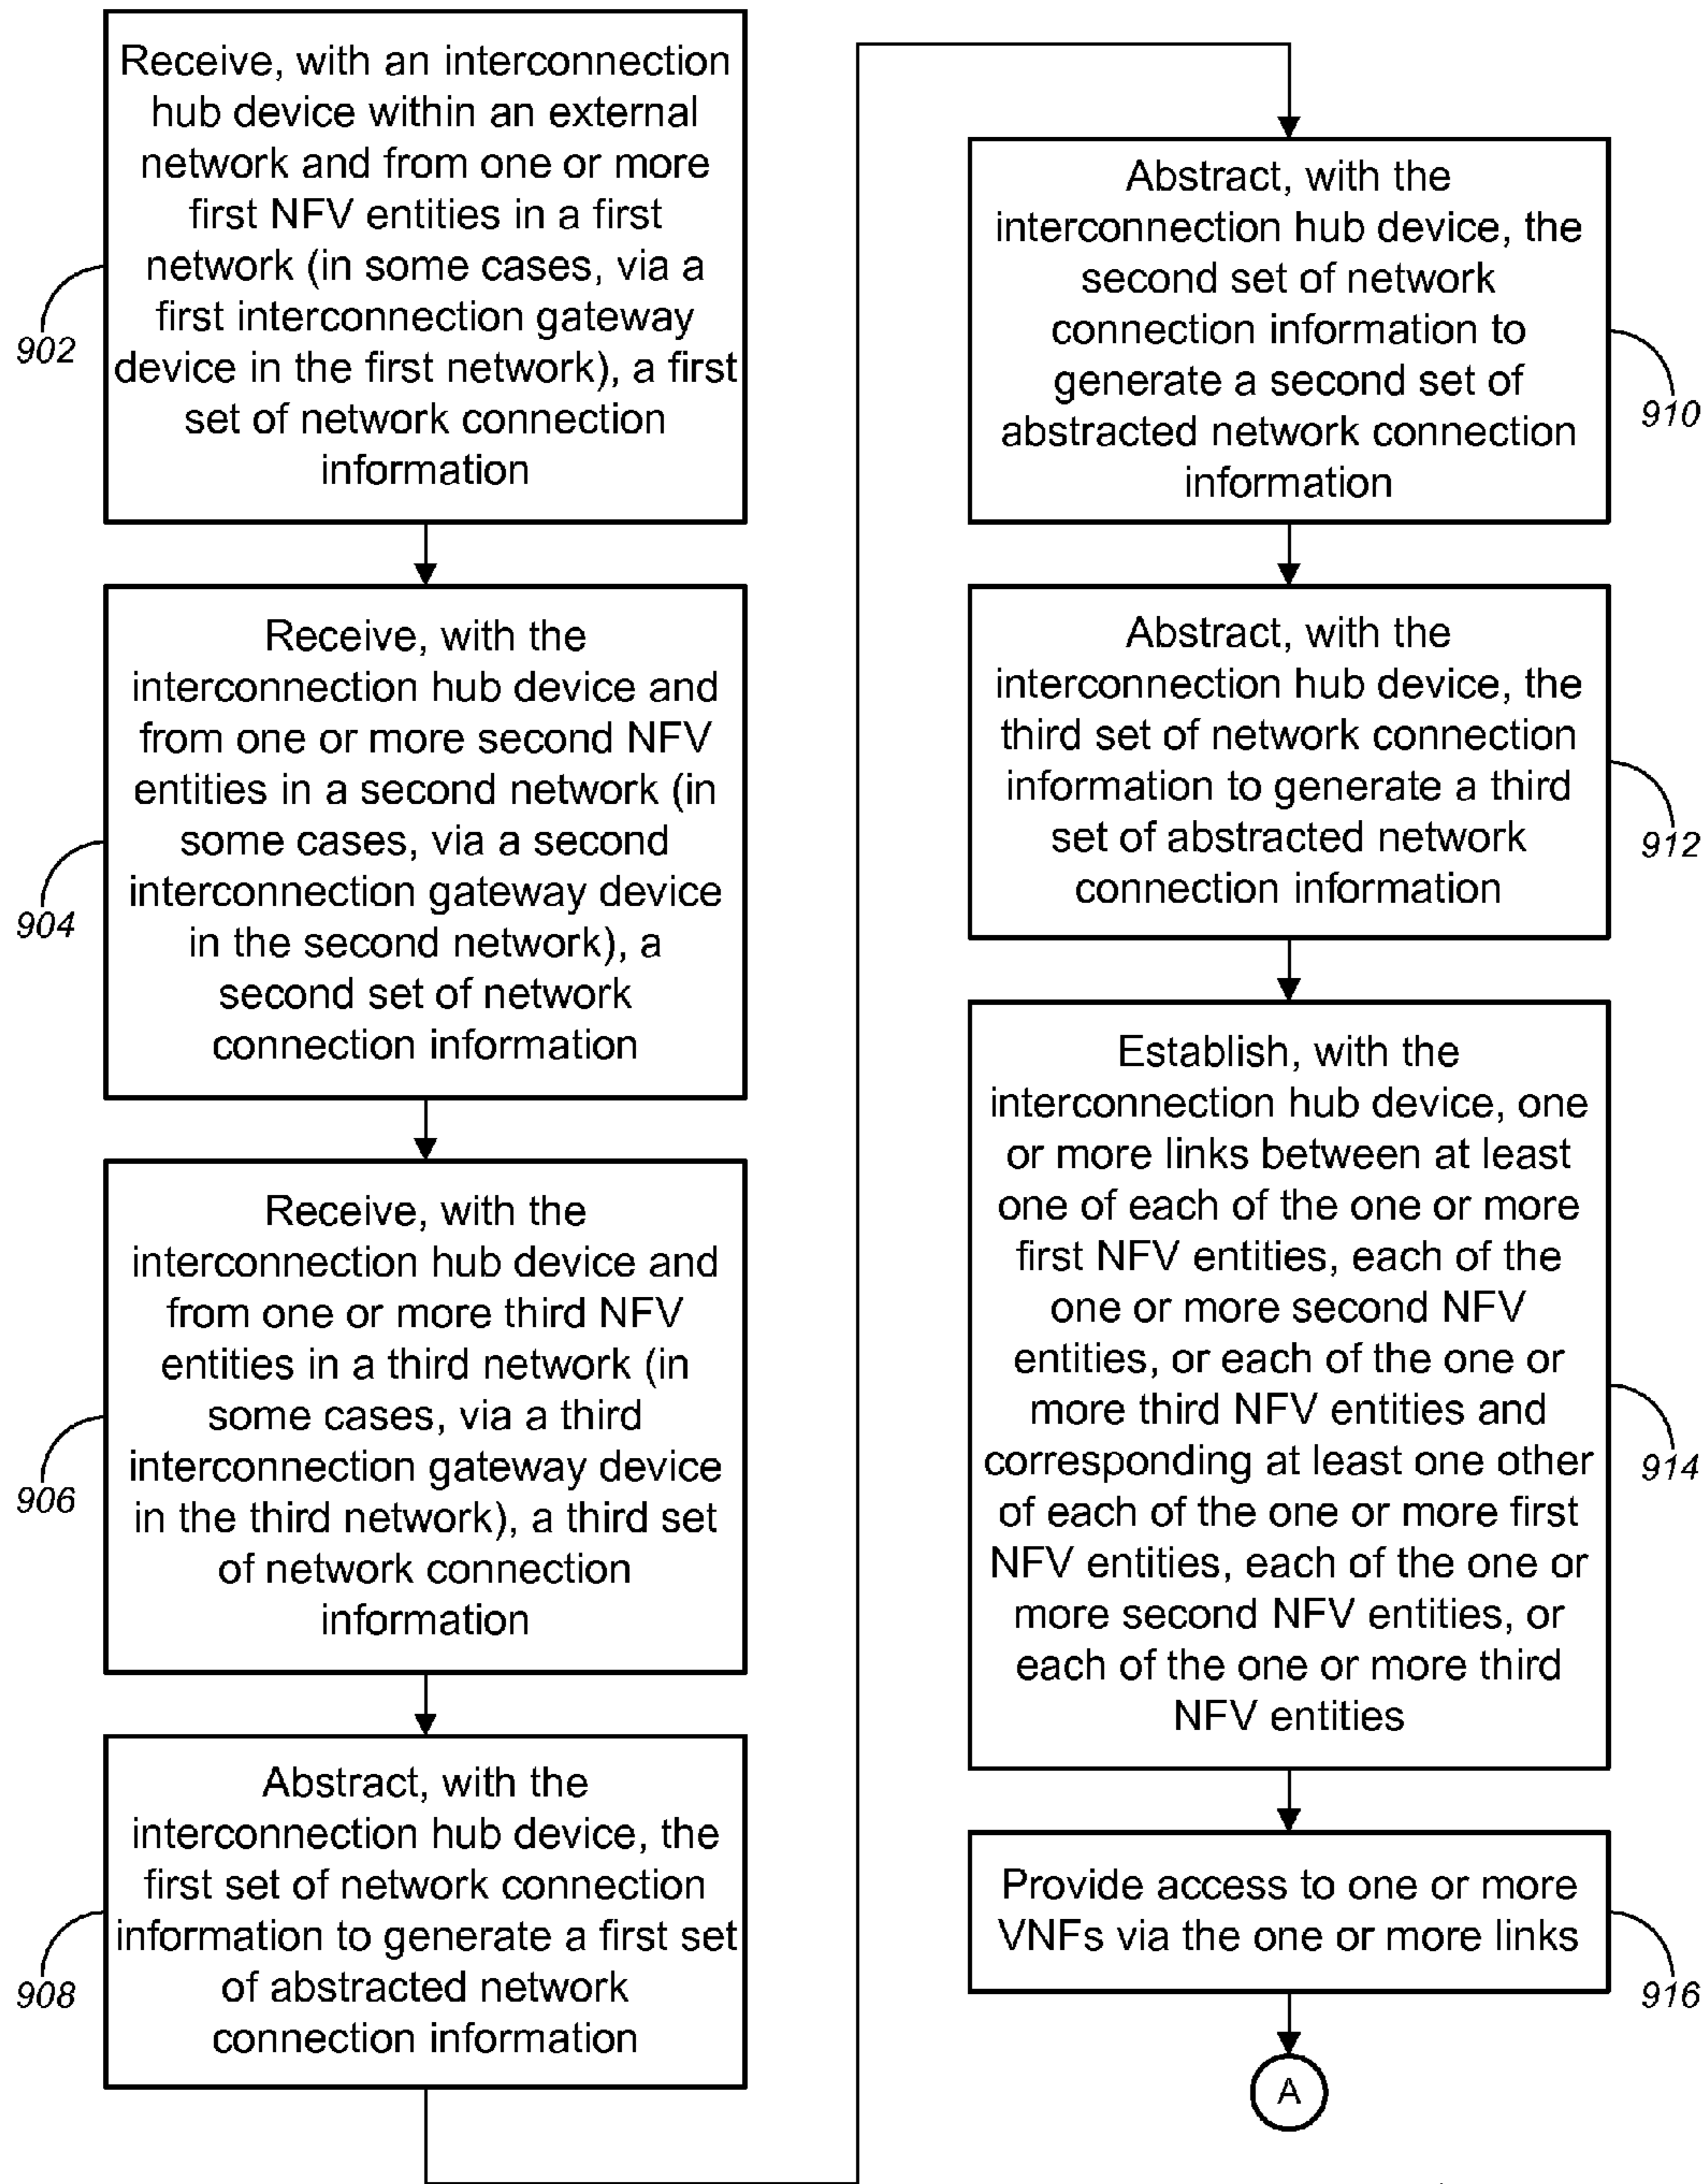 Receive, with an interconnection
hub device within an external
network and from one or more
first NFV entities in a first
network (in some cases, via a
first interconnection gateway
device in the first network), a first
set of network connection
information
902
Receive, with the
interconnection hub device and
from one or more second NFV
entities in a second network (in
some cases, via a second
interconnection gateway device
in the second network), a
second set of network
connection information
904
Receive, with the
interconnection hub device and
from one or more third NFV
entities in a third network (in
some cases, via a third
interconnection gateway device
in the third network), a third set
of network connection
information
906
Abstract, with the
interconnection hub device, the
first set of network connection
information to generate a first set
of abstracted network
connection information
908
Abstract, with the
interconnection hub device, the
second set of network
connection information to
generate a second set of
abstracted network connection
information
910
Abstract, with the
interconnection hub device, the
third set of network connection
information to generate a third
set of abstracted network
connection information
912
Establish, with the
interconnection hub device, one
or more links between at least
one of each of the one or more
first NFV entities, each of the
one or more second NFV
entities, or each of the one or
more third NFV entities and
corresponding at least one other
of each of the one or more first
NFV entities, each of the one or
more second NFV entities, or
each of the one or more third
NFV entities
914
Provide access to one or more
VNFs via the one or more links
916
A